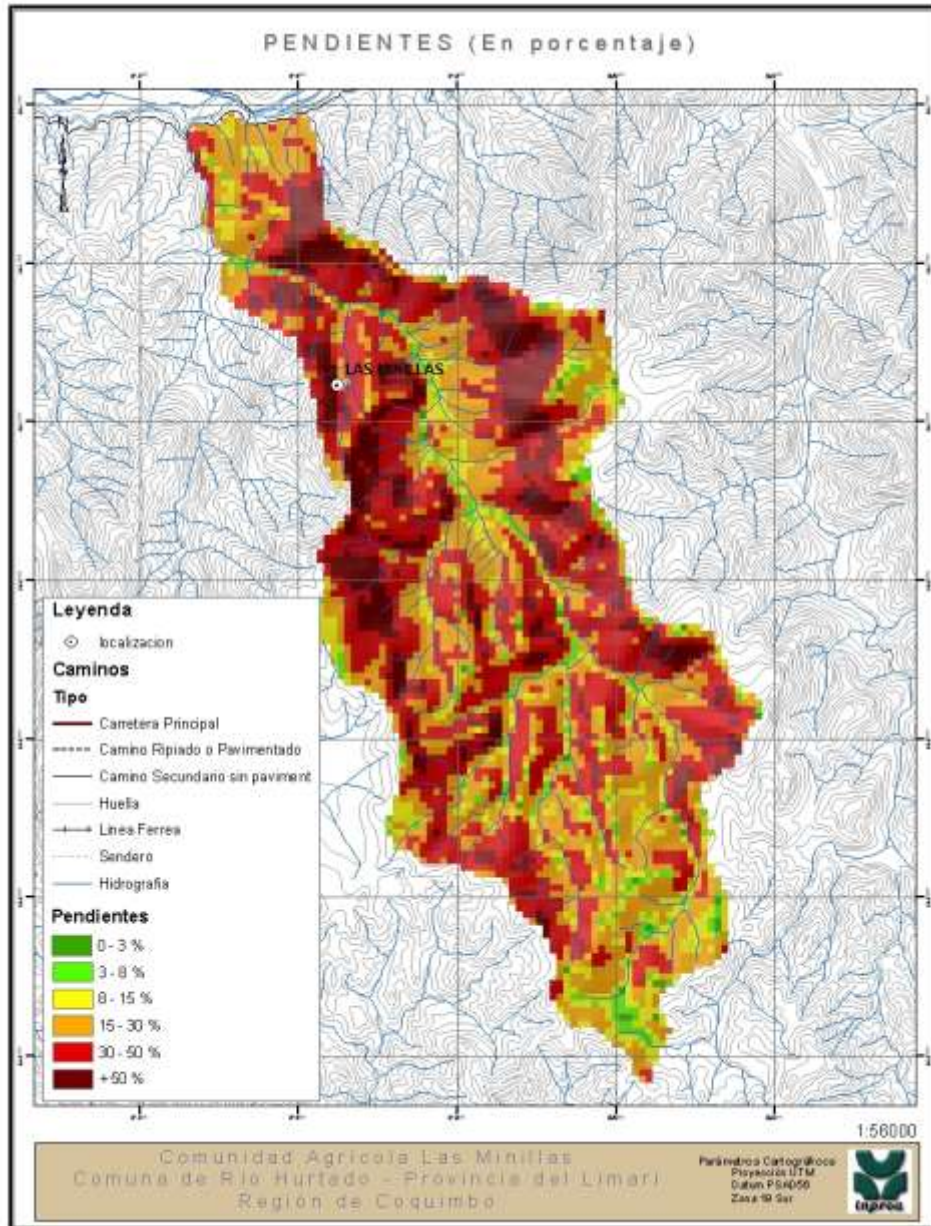 PENDIENTES (En porcentaje)
LAS MINILLAS
Leyenda
localizacion
Caminos
Tipo
Carretera Principal
Camino Ripiado o Pavimentado
Camino Secundario sin paviment
Huella
Linea Ferrea
Sendero
Hidrografia
Pendientes
0 - 3 %
3 - 8 %
8 - 15 %
15 - 30 %
30 - 50 %
+50 %
1:56000
Comunidad Agrícola Las Minillas
Comuna de Río Hurtado - Provincia del Limari
Región de Coquimbo
Parámetros Cartográficos
Proyección UTM
Datum PSAD56
Zona 19 Sur
inproa